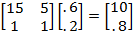 [15 5] [.6] = [10]
[1 1] [.2] = [.8]